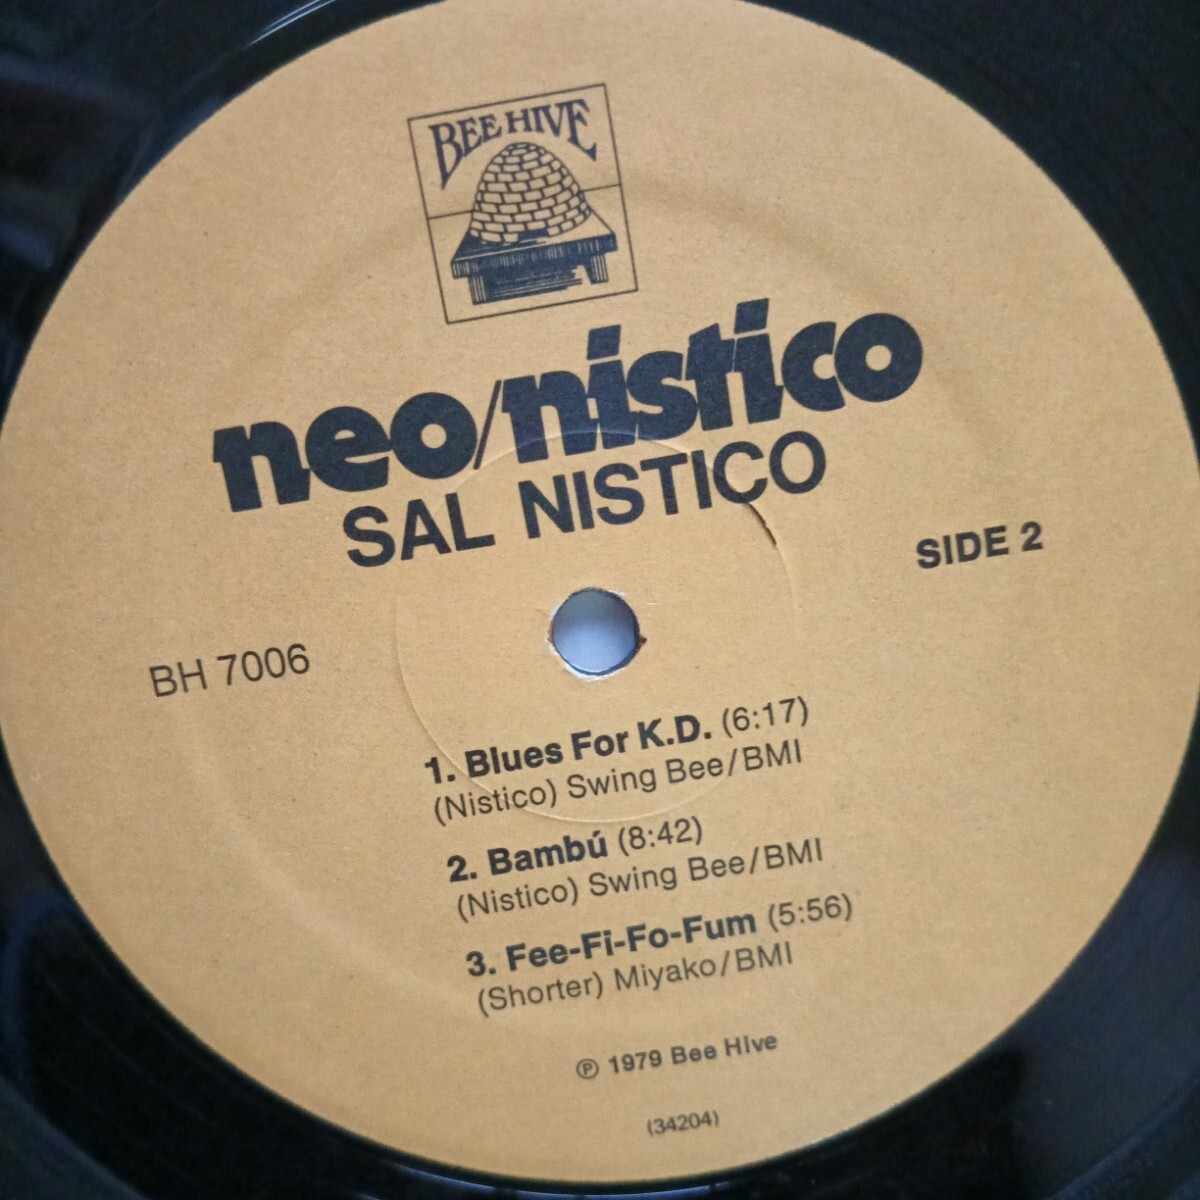 BEE HIVE
neo/nistico
SAL NISTICO
SIDE 2
BH 7006
1. Blues For K.D. (6:17)
(Nistico) Swing Bee/BMI
2. Bambú (8:42)
(Nistico) Swing Bee/BMI
3. Fee-Fi-Fo-Fum (5:56)
(Shorter) Miyako/BMI
℗ 1979 Bee Hive
(34204)